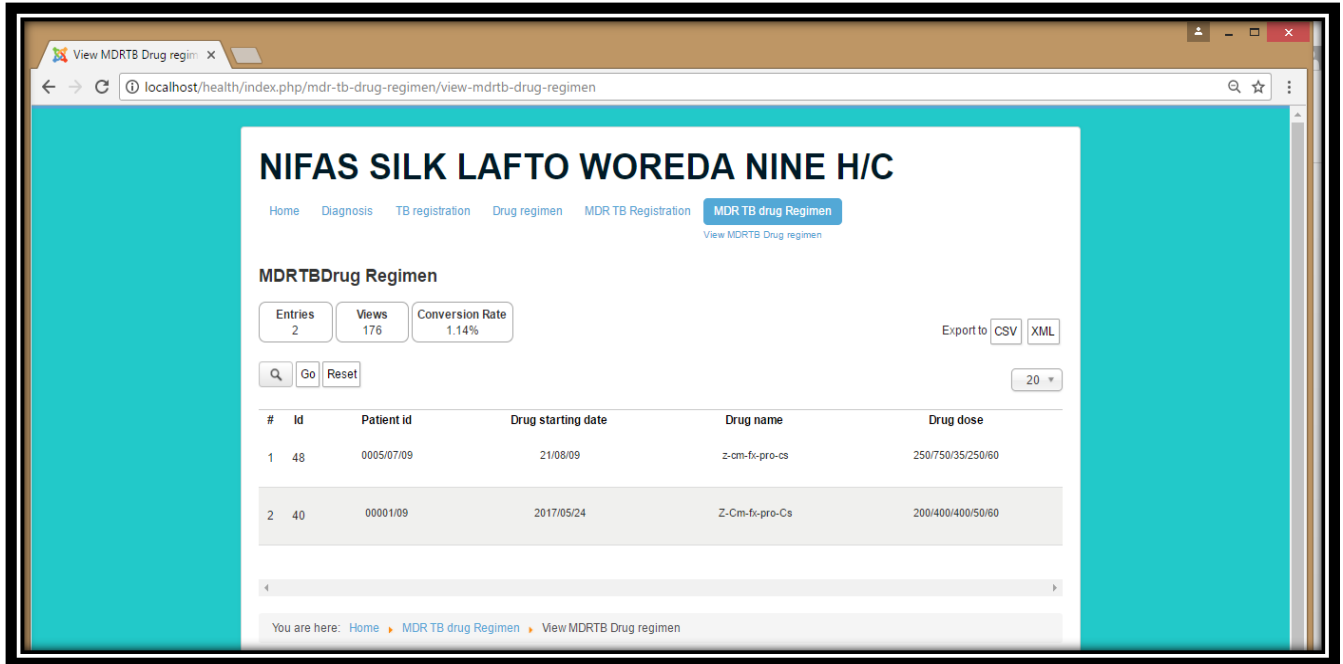 View MDRTB Drug regim
localhost/health/index.php/mdr-tb-drug-regimen/view-mdrtb-drug-regimen
NIFAS SILK LAFTO WOREDA NINE H/C
Home Diagnosis TB registration Drug regimen MDR TB Registration MDR TB drug Regimen
View MDRTB Drug regimen
MDRTBDrug Regimen
Entries Views Conversion Rate
2 176 1.14%
Export to CSV XML
Go Reset
20
# Id Patient id Drug starting date Drug name Drug dose
1 48 0005/07/09 21/08/09 z-cm-fx-pro-cs 250/750/35/250/60
2 40 00001/09 2017/05/24 Z-Cm-fx-pro-Cs 200/400/400/50/60
You are here: Home MDR TB drug Regimen View MDRTB Drug regimen